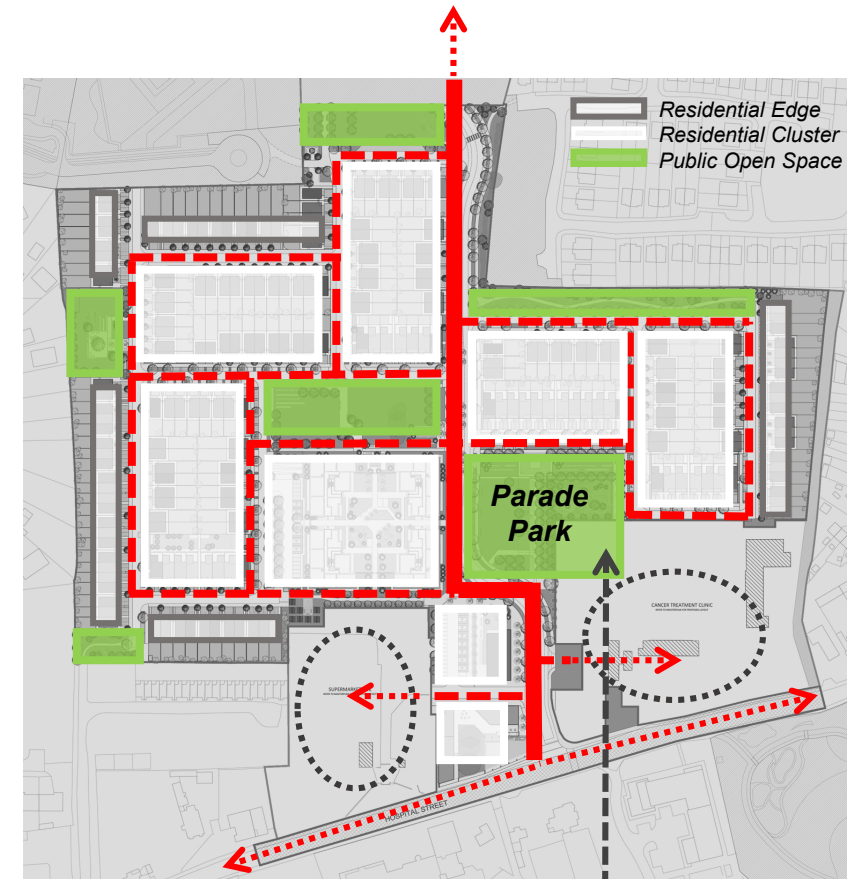 Residential Edge
Residential Cluster
Public Open Space
Parade
Park
CANCER TREATMENT CLINIC
SUPERMARKET
HOSPITAL STREET